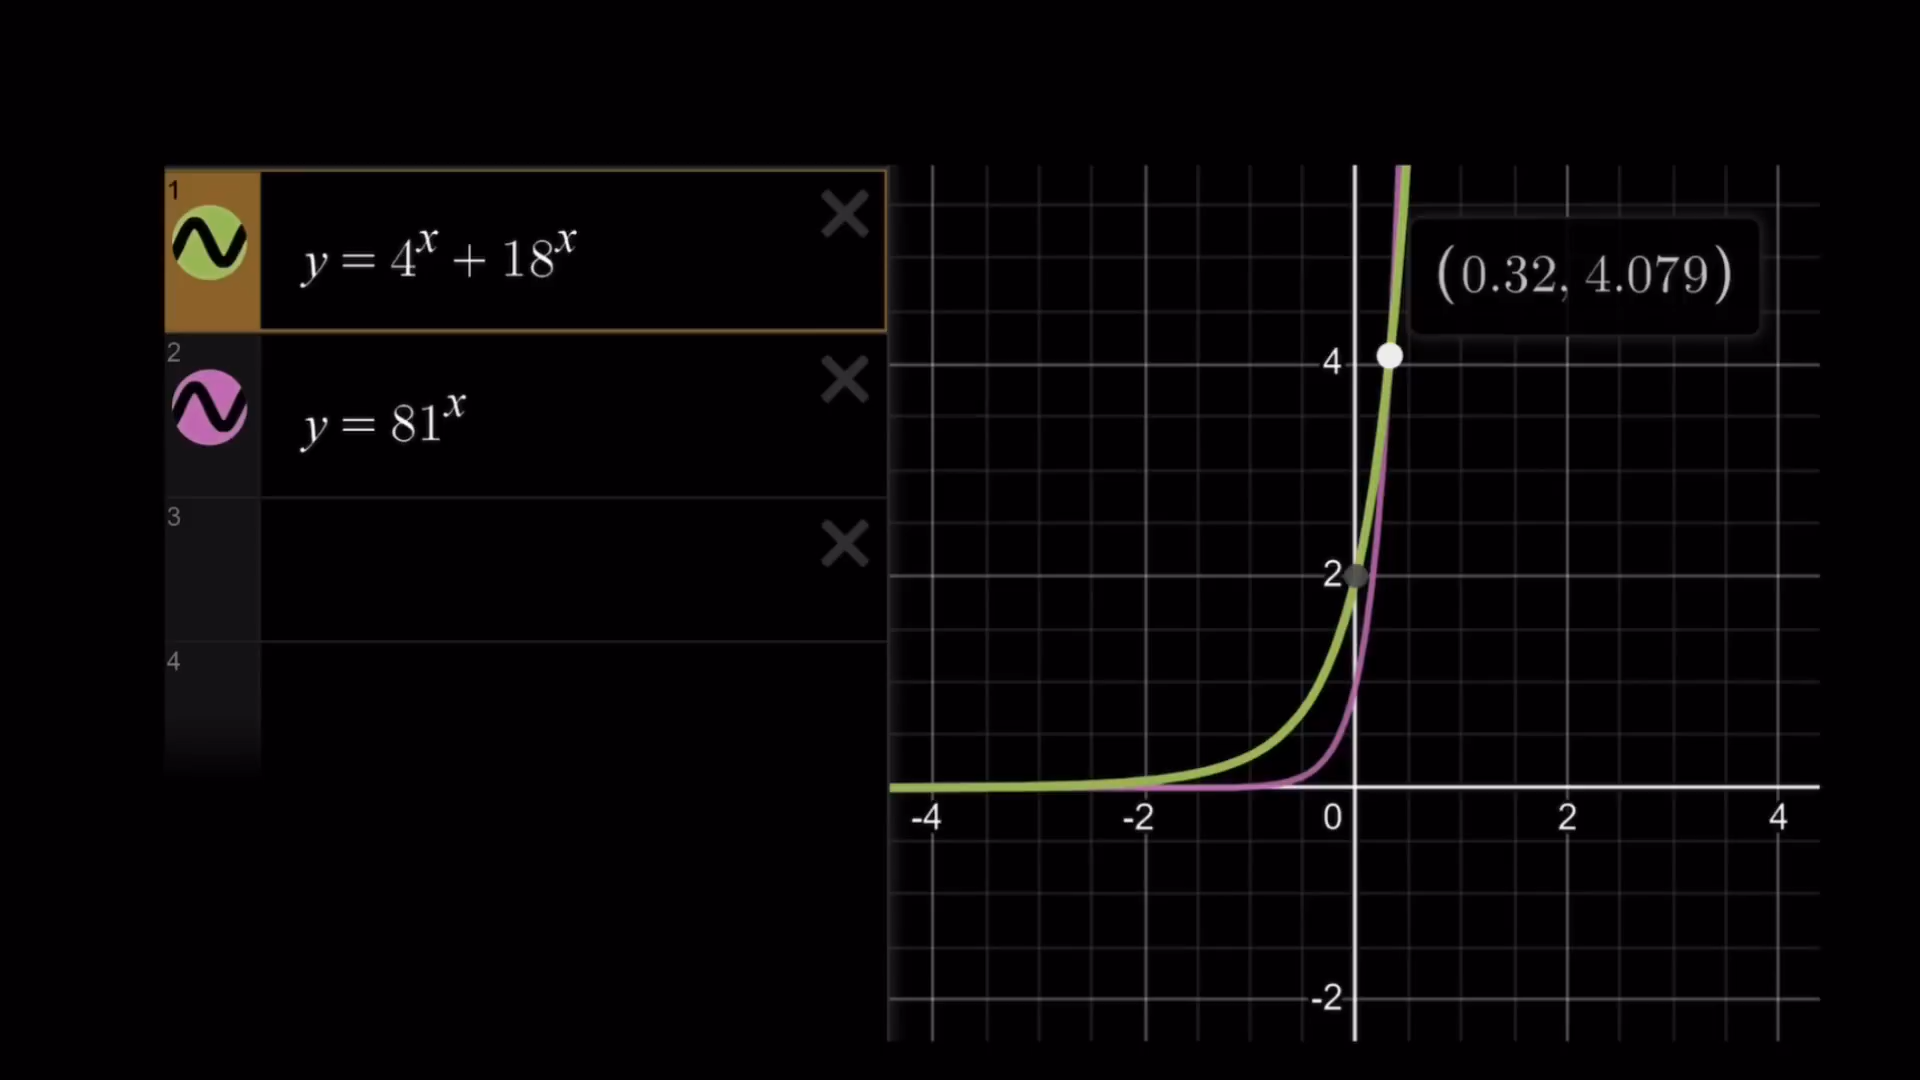 1
y = 4^x + 18^x
2
y = 81^x
3
4
(0.32, 4.079)
4
2
-4 -2 0 2 4
-2